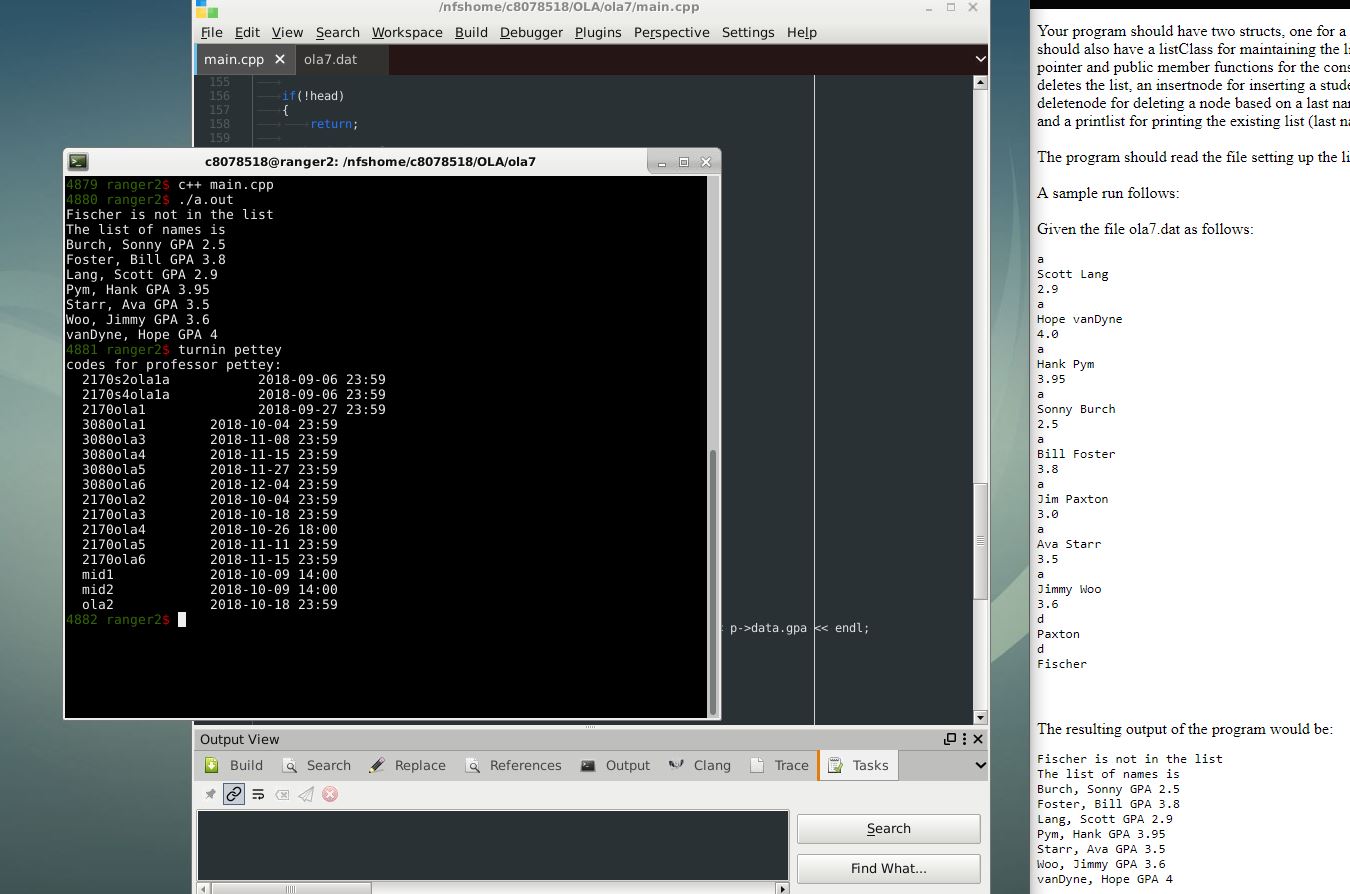 /nfshome/c8078518/OLA/ola7/main.cpp
File Edit View Search Workspace Build Debugger Plugins Perspective Settings Help
main.cpp ola7.dat
155
156 if(!head)
157 {
158 return;
159
c8078518@ranger2: /nfshome/c8078518/OLA/ola7
4879 ranger2$ c++ main.cpp
4880 ranger2$ ./a.out
Fischer is not in the list
The list of names is
Burch, Sonny GPA 2.5
Foster, Bill GPA 3.8
Lang, Scott GPA 2.9
Pym, Hank GPA 3.95
Starr, Ava GPA 3.5
Woo, Jimmy GPA 3.6
vanDyne, Hope GPA 4
4881 ranger2$ turnin pettey
codes for professor pettey:
2170s2ola1a 2018-09-06 23:59
2170s4ola1a 2018-09-06 23:59
2170ola1 2018-09-27 23:59
3080ola1 2018-10-04 23:59
3080ola3 2018-11-08 23:59
3080ola4 2018-11-15 23:59
3080ola5 2018-11-27 23:59
3080ola6 2018-12-04 23:59
2170ola2 2018-10-04 23:59
2170ola3 2018-10-18 23:59
2170ola4 2018-10-26 18:00
2170ola5 2018-11-11 23:59
2170ola6 2018-11-15 23:59
mid1 2018-10-09 14:00
mid2 2018-10-09 14:00
ola2 2018-10-18 23:59
4882 ranger2$
p->data.gpa << endl;
Output View
Build Search Replace References Output Clang Trace Tasks
Search
Find What...
Your program should have two structs, one for a
should also have a listClass for maintaining the
pointer and public member functions for the
deletes the list, an insertnode for inserting a
deletenode for deleting a node based on a last
and a printlist for printing the existing list (last
The program should read the file setting up the
A sample run follows:
Given the file ola7.dat as follows:
a
Scott Lang
2.9
a
Hope vanDyne
4.0
a
Hank Pym
3.95
a
Sonny Burch
2.5
a
Bill Foster
3.8
a
Jim Paxton
3.0
a
Ava Starr
3.5
a
Jimmy Woo
3.6
d
Paxton
d
Fischer
The resulting output of the program would be:
Fischer is not in the list
The list of names is
Burch, Sonny GPA 2.5
Foster, Bill GPA 3.8
Lang, Scott GPA 2.9
Pym, Hank GPA 3.95
Starr, Ava GPA 3.5
Woo, Jimmy GPA 3.6
vanDyne, Hope GPA 4